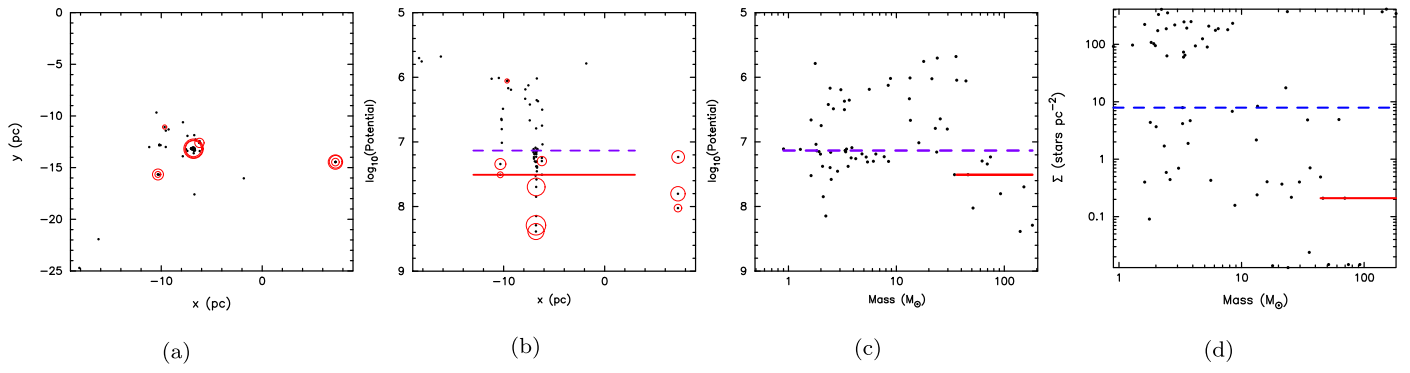 0
−5
−10
−15
−20
−25
y (pc)
−10
0
x (pc)
(a)
5
6
7
8
9
log10(Potential)
−10
0
x (pc)
(b)
5
6
7
8
9
log10(Potential)
1
10
100
Mass (M⊙)
(c)
100
10
1
0.1
Σ (stars pc−2)
1
10
100
Mass (M⊙)
(d)